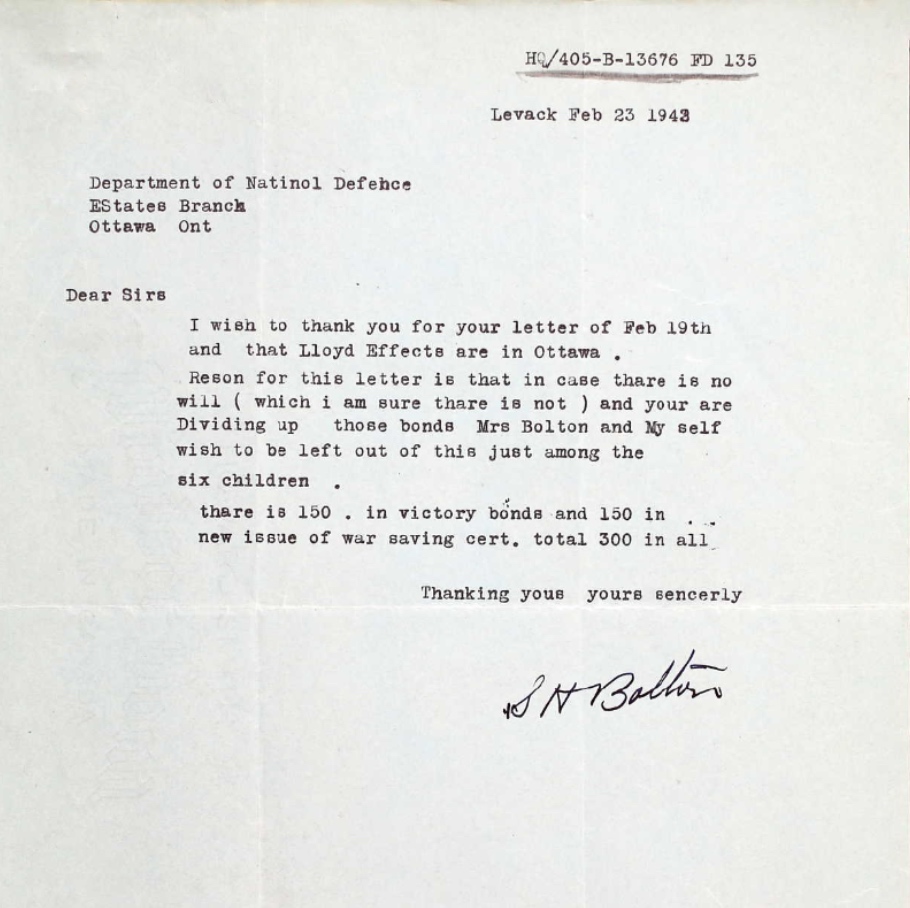 HQ/405-B-13676 FD 135
Levack Feb 23 1943
Department of Natinol Defehce
EStates Branch
Ottawa Ont
Dear Sirs
I wish to thank you for your letter of Feb 19th
and that Lloyd Effects are in Ottawa .
Reson for this letter is that in case thare is no
will ( which i am sure thare is not ) and your are
Dividing up those bonds Mrs Bolton and My self
wish to be left out of this just among the
six children .
thare is 150 . in victory bonds and 150 in . ..
new issue of war saving cert. total 300 in all
Thanking yous yours sencerly
S H Bolton